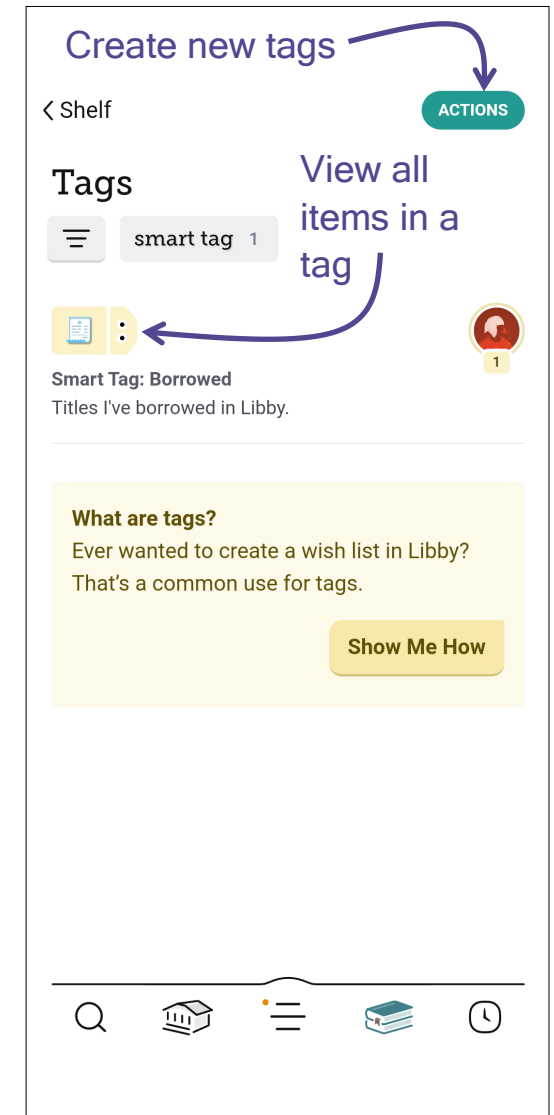 Create new tags
Shelf
ACTIONS
Tags
View all
items in a
tag
smart tag 1
1
Smart Tag: Borrowed
Titles I've borrowed in Libby.
What are tags?
Ever wanted to create a wish list in Libby?
That’s a common use for tags.
Show Me How